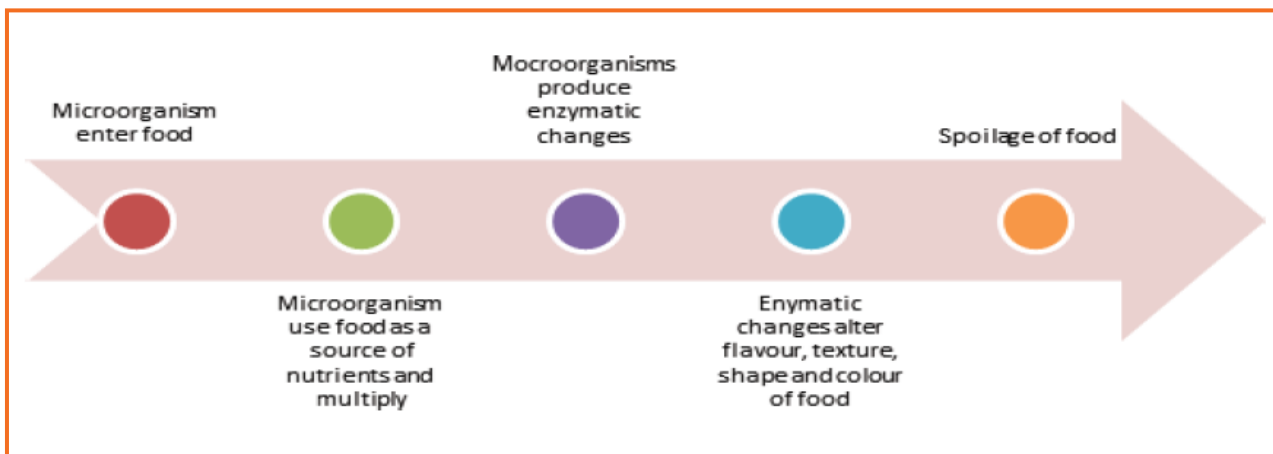 Microorganism
enter food
Microorganism
use food as a
source of
nutrients and
multiply
Mocroorganisms
produce
enzymatic
changes
Enymatic
changes alter
flavour, texture,
shape and colour
of food
Spoilage of food